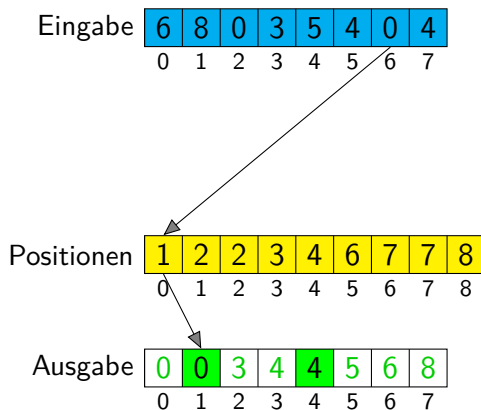 Eingabe 6 8 0 3 5 4 0 4
0 1 2 3 4 5 6 7
Positionen 1 2 2 3 4 6 7 7 8
0 1 2 3 4 5 6 7 8
Ausgabe 0 0 3 4 4 5 6 8
0 1 2 3 4 5 6 7